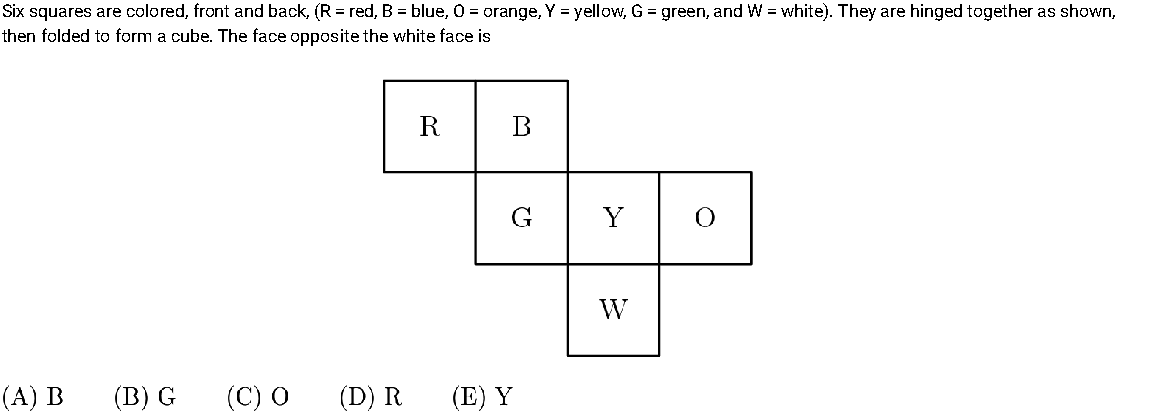 Six squares are colored, front and back, (R = red, B = blue, O = orange, Y = yellow, G = green, and W = white). They are hinged together as shown,
then folded to form a cube. The face opposite the white face is
R B
G Y O
W
(A) B (B) G (C) O (D) R (E) Y